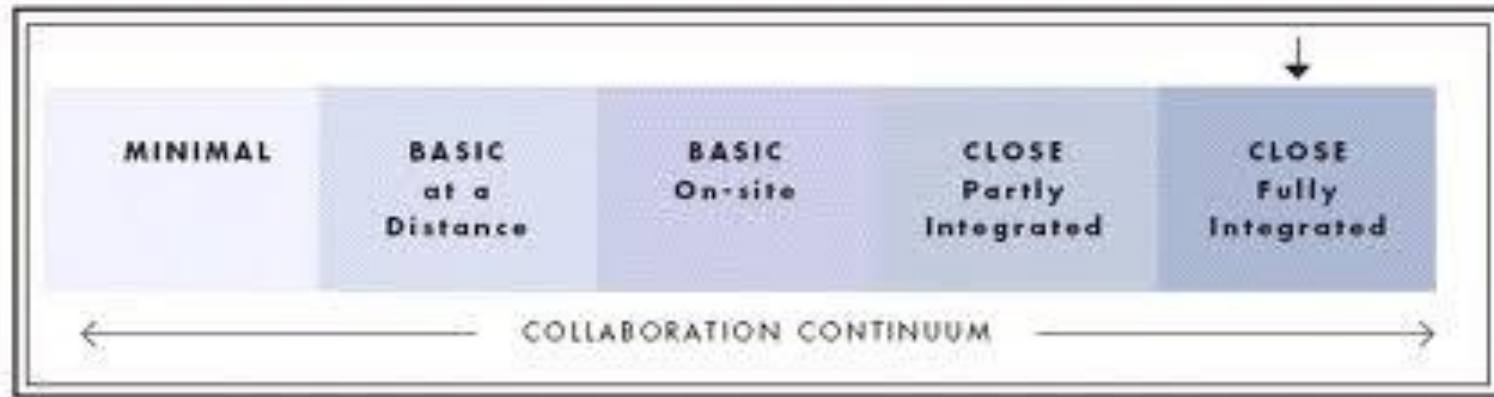 MINIMAL
BASIC
at a
Distance
BASIC
On-site
CLOSE
Partly
Integrated
CLOSE
Fully
Integrated
COLLABORATION CONTINUUM